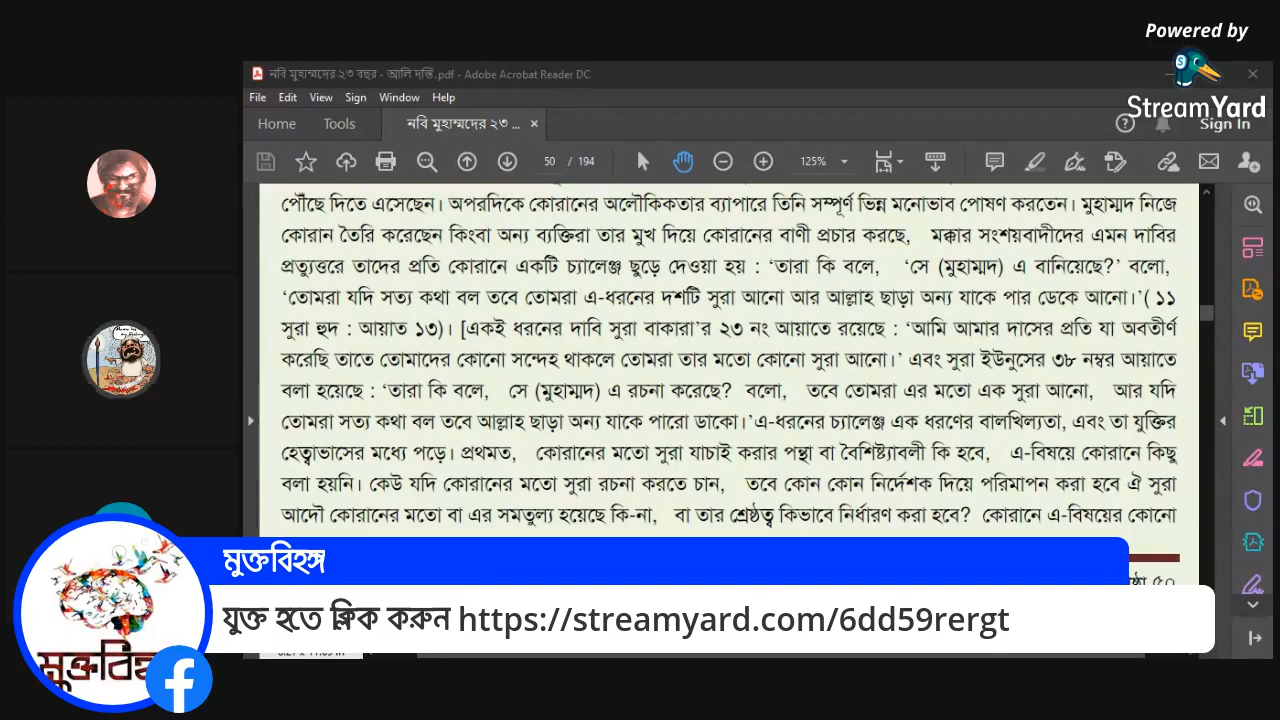 Powered by
StreamYard
নবি মুহাম্মদের ২৩ বছর - আলি দস্তি.pdf - Adobe Acrobat Reader DC
File Edit View Sign Window Help
Home Tools নবি মুহাম্মদের ২৩ ... × Sign In
50 / 194 125%
পৌঁছে দিতে এসেছেন। অপরদিকে কোরানের অলৌকিকতার ব্যাপারে তিনি সম্পূর্ণ ভিন্ন মনোভাব পোষণ করতেন। মুহাম্মদ নিজে
কোরান তৈরি করেছেন কিংবা অন্য ব্যক্তিরা তার মুখ দিয়ে কোরানের বাণী প্রচার করছে, মক্কার সংশয়বাদীদের এমন দাবির
প্রত্যুত্তরে তাদের প্রতি কোরানে একটি চ্যালেঞ্জ ছুড়ে দেওয়া হয় : ‘তারা কি বলে, ‘সে (মুহাম্মদ) এ বানিয়েছে?’ বলো,
‘তোমরা যদি সত্য কথা বল তবে তোমরা এ-ধরনের দশটি সুরা আনো আর আল্লাহ ছাড়া অন্য যাকে পার ডেকে আনো।’( ১১
সুরা হুদ : আয়াত ১৩)। [একই ধরনের দাবি সুরা বাকারা’র ২৩ নং আয়াতে রয়েছে : ‘আমি আমার দাসের প্রতি যা অবতীর্ণ
করেছি তাতে তোমাদের কোনো সন্দেহ থাকলে তোমরা তার মতো কোনো সুরা আনো।’ এবং সুরা ইউনুসের ৩৮ নম্বর আয়াতে
বলা হয়েছে : ‘তারা কি বলে, সে (মুহাম্মদ) এ রচনা করেছে? বলো, তবে তোমরা এর মতো এক সুরা আনো, আর যদি
তোমরা সত্য কথা বল তবে আল্লাহ ছাড়া অন্য যাকে পারো ডাকো।’এ-ধরনের চ্যালেঞ্জ এক ধরণের বালখিল্যতা, এবং তা যুক্তির
হেত্বাভাসের মধ্যে পড়ে। প্রথমত, কোরানের মতো সুরা যাচাই করার পন্থা বা বৈশিষ্ট্যাবলী কি হবে, এ-বিষয়ে কোরানে কিছু
বলা হয়নি। কেউ যদি কোরানের মতো সুরা রচনা করতে চান, তবে কোন কোন নির্দেশক দিয়ে পরিমাপন করা হবে ঐ সুরা
আদৌ কোরানের মতো বা এর সমতুল্য হয়েছে কি-না, বা তার শ্রেষ্ঠত্ব কিভাবে নির্ধারণ করা হবে? কোরানে এ-বিষয়ের কোনো
৫০
মুক্তবিহঙ্গ
যুক্ত হতে ক্লিক করুন https://streamyard.com/6dd59rergt
মুক্তবিহঙ্গ